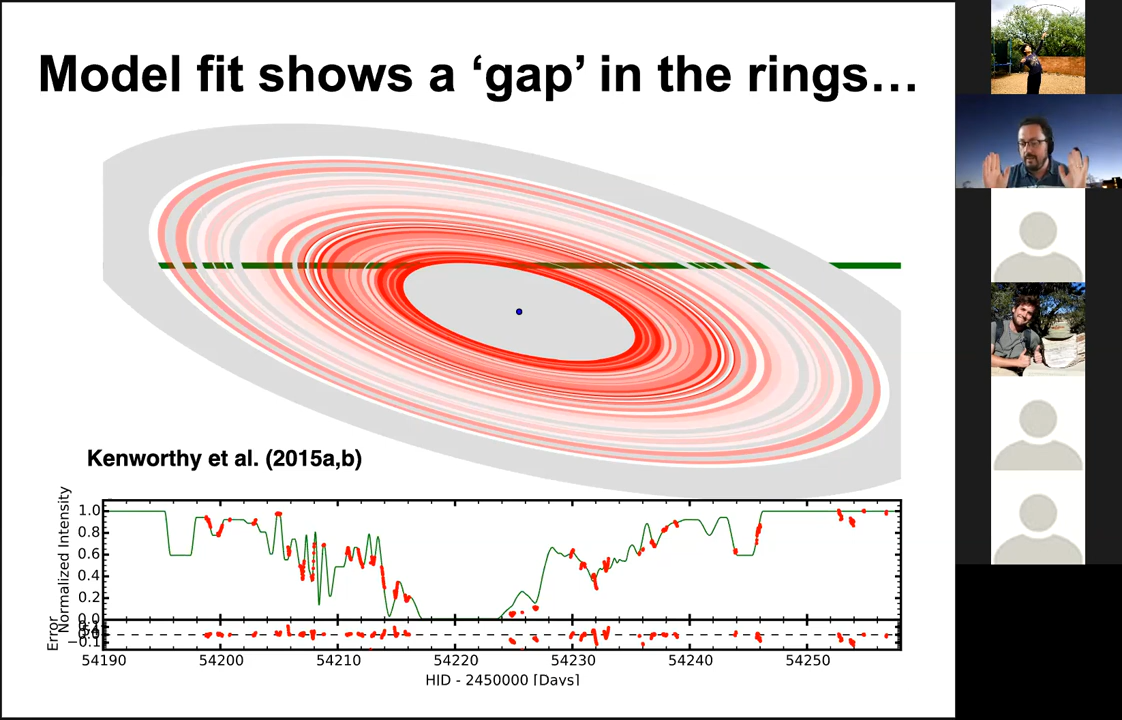 Model fit shows a ‘gap’ in the rings…
Kenworthy et al. (2015a,b)
Normalized Intensity
1.0
0.8
0.6
0.4
0.2
0.0
Error
−0.1
54190 54200 54210 54220 54230 54240 54250
HJD - 2450000 [Days]